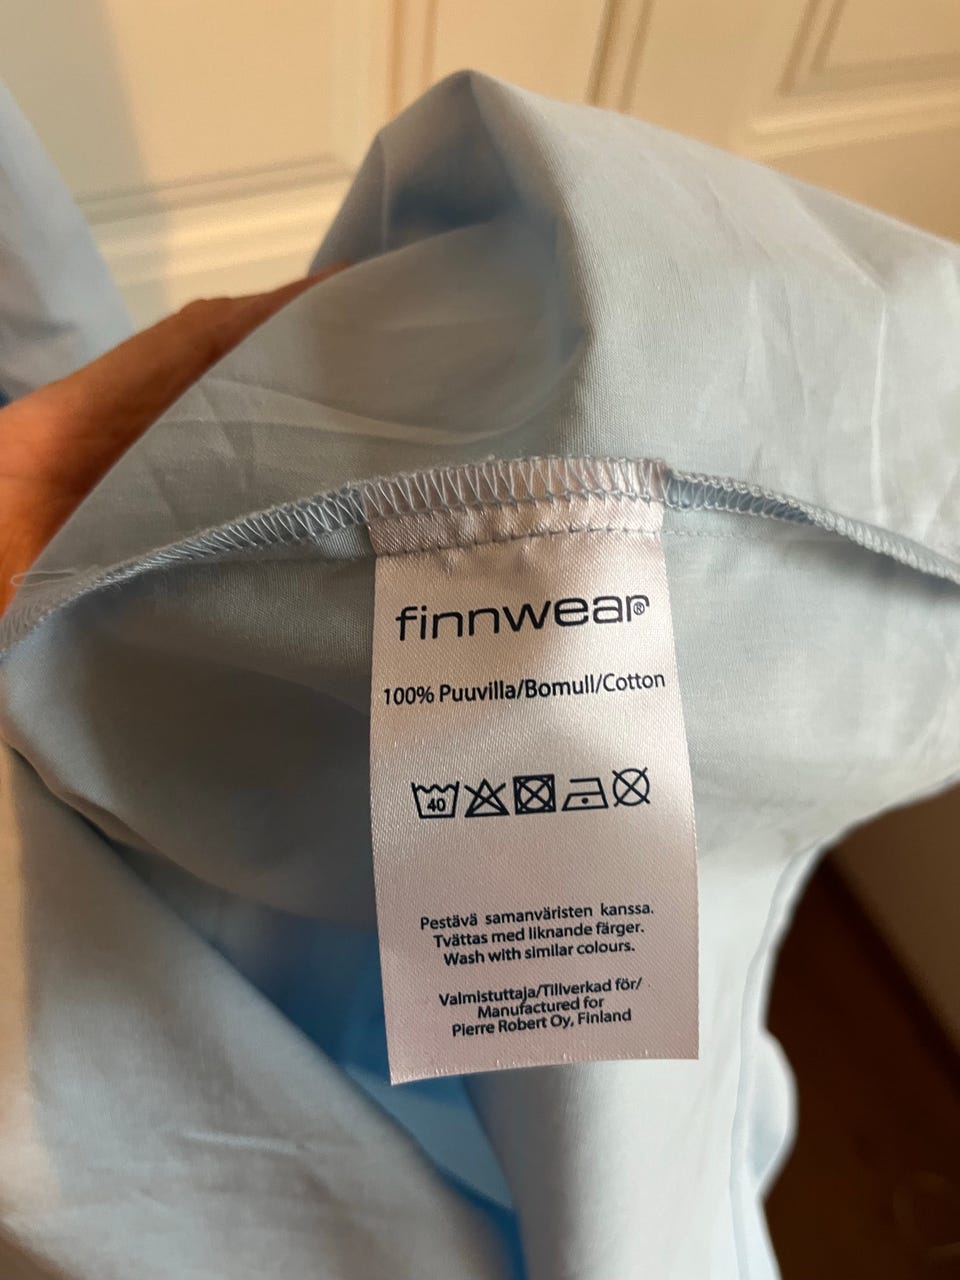 finnwear®
100% Puuvilla/Bomull/Cotton
40
Pestävä samanväristen kanssa.
Tvättas med liknande färger.
Wash with similar colours.
Valmistuttaja/Tillverkad för/
Manufactured for
Pierre Robert Oy, Finland